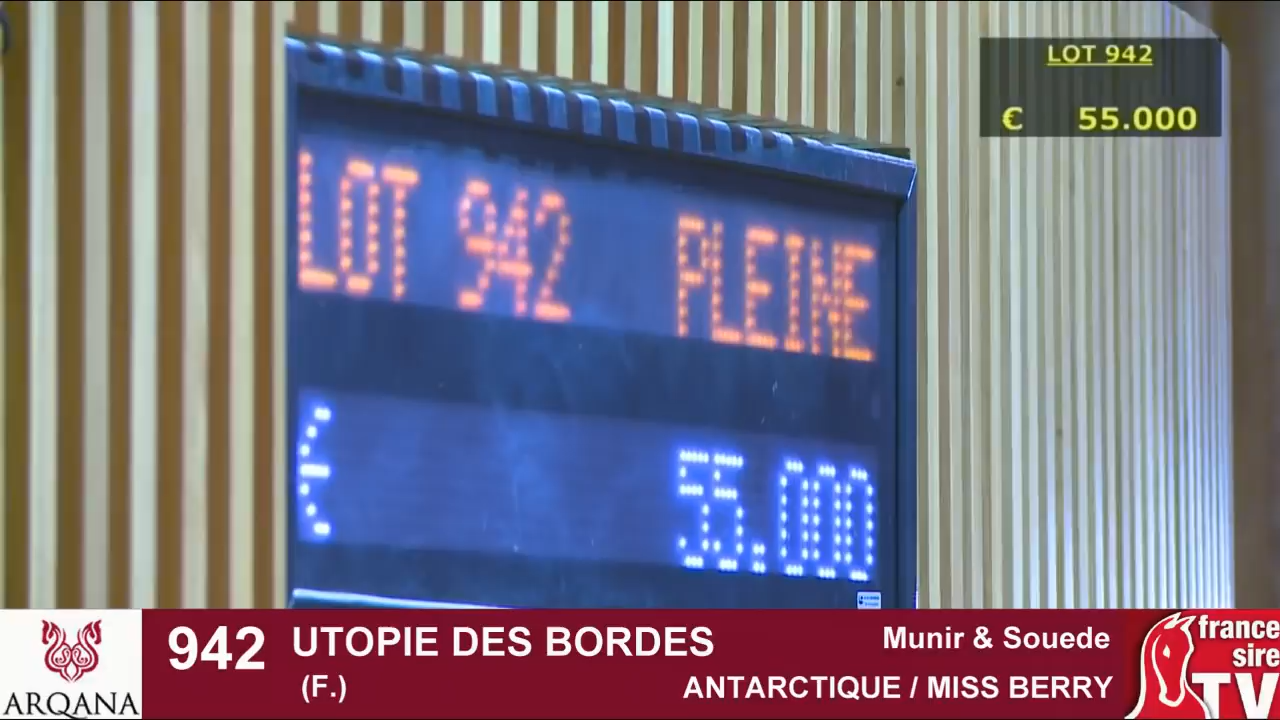 LOT 942
€ 55.000
LOT 942 PLEINE
€ 55.000
942 UTOPIE DES BORDES
(F.)
Munir & Souede
ANTARCTIQUE / MISS BERRY
ARQANA
france
sire
TV